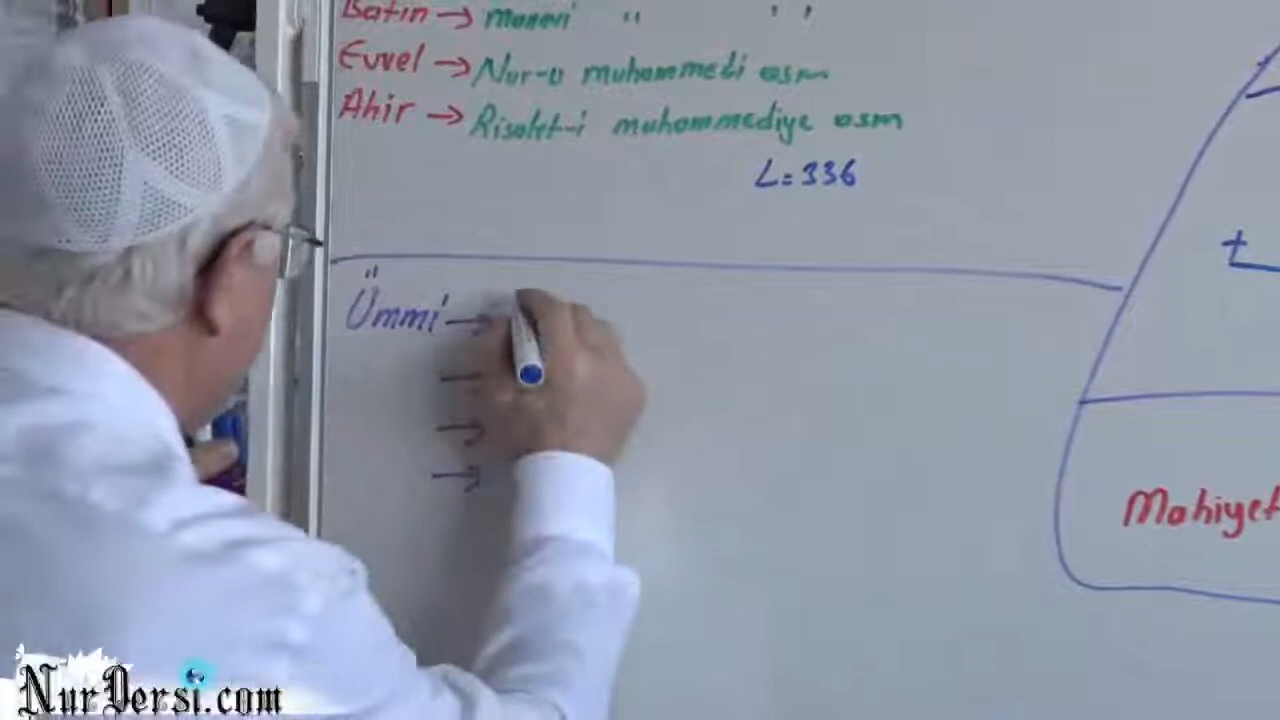 Batın → Manevi " "
Evvel → Nur-u muhammedi asm
Ahir → Risalet-i muhammediye asm
L=336
Ümmi →
→
→
→
+
Mahiyet
NurDersi.com